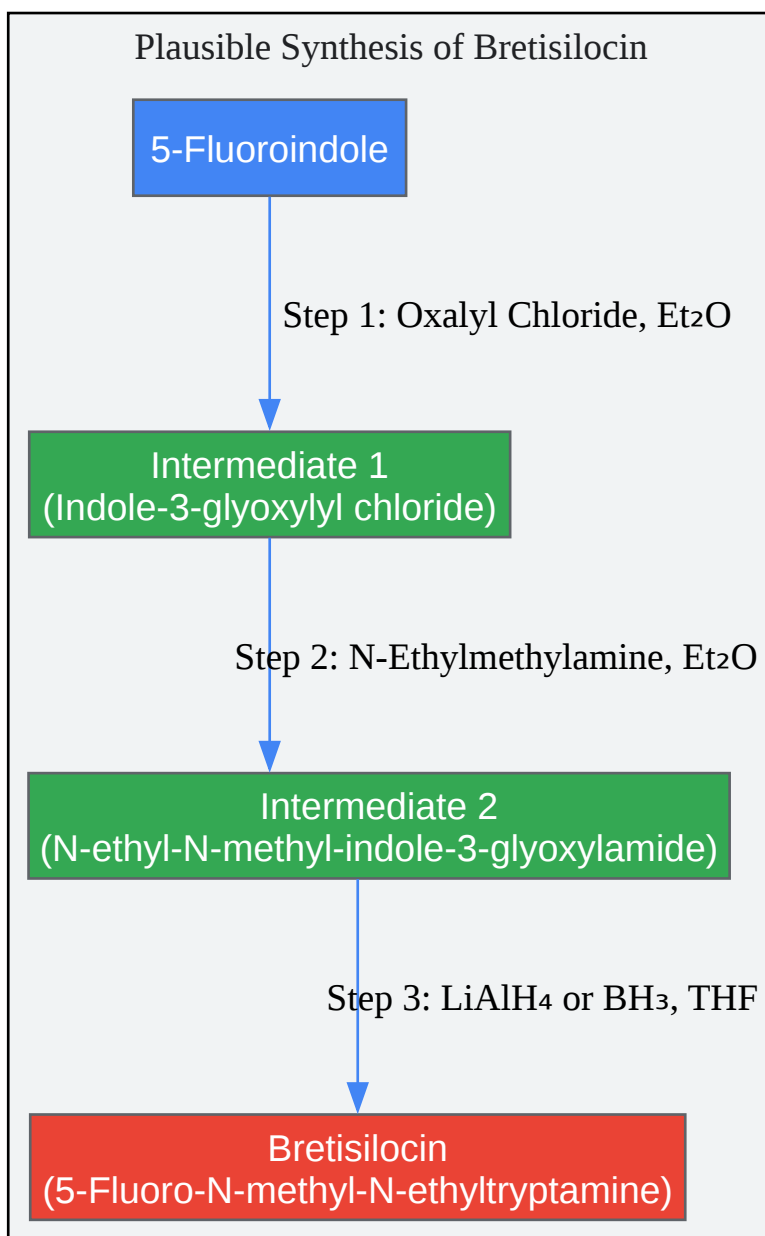 Plausible Synthesis of Bretisilocin
5-Fluoroindole
Step 1: Oxalyl Chloride, Et₂O
Intermediate 1
(Indole-3-glyoxylyl chloride)
Step 2: N-Ethylmethylamine, Et₂O
Intermediate 2
(N-ethyl-N-methyl-indole-3-glyoxylamide)
Step 3: LiAlH₄ or BH₃, THF
Bretisilocin
(5-Fluoro-N-methyl-N-ethyltryptamine)